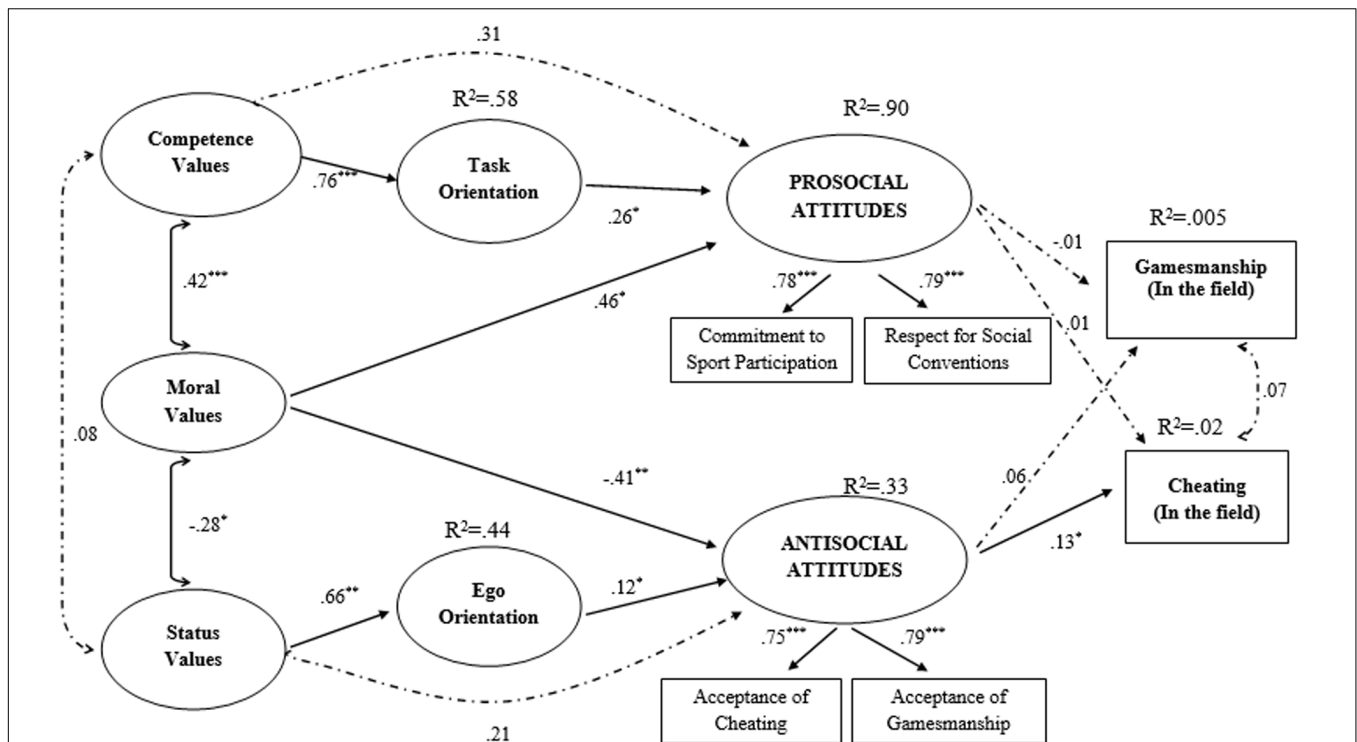 .31
R²=.58
R²=.90
Competence
Values
.76***
Task
Orientation
.26*
PROSOCIAL
ATTITUDES
R²=.005
-.01
Gamesmanship
(In the field)
.42***
.46*
.78***
.79***
.01
Commitment to
Sport Participation
Respect for Social
Conventions
Moral
Values
.07
.08
R²=.02
-.41**
.06
Cheating
(In the field)
R²=.33
-.28*
R²=.44
.13*
ANTISOCIAL
ATTITUDES
.66**
Ego
Orientation
.12*
Status
Values
.75***
.79***
Acceptance of
Cheating
Acceptance of
Gamesmanship
.21